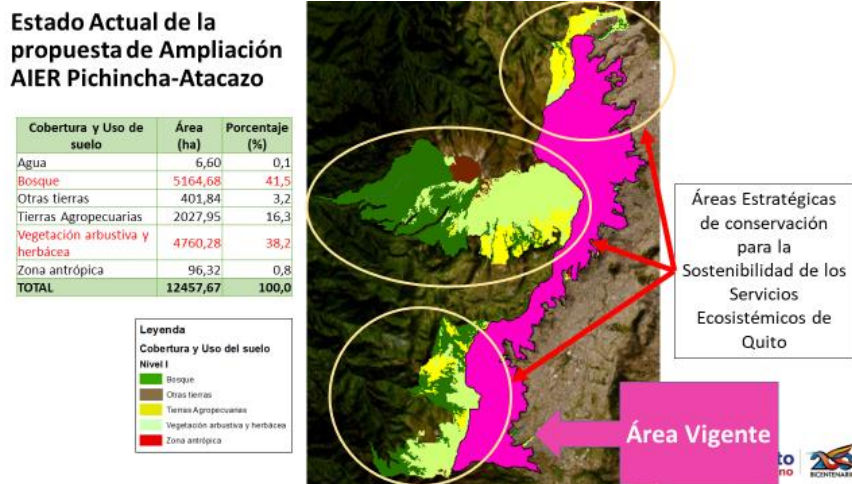 Estado Actual de la
propuesta de Ampliación
AIER Pichincha-Atacazo
Cobertura y Uso de suelo Área (ha) Porcentaje (%)
Agua 6,60 0,1
Bosque 5164,68 41,5
Otras tierras 401,84 3,2
Tierras Agropecuarias 2027,95 16,3
Vegetación arbustiva y herbácea 4760,28 38,2
Zona antrópica 96,32 0,8
TOTAL 12457,67 100,0
Leyenda
Cobertura y Uso del suelo
Nivel I
Bosque
Otras tierras
Tierras Agropecuarias
Vegetación arbustiva y herbácea
Zona antrópica
Áreas Estratégicas
de conservación
para la
Sostenibilidad de los
Servicios
Ecosistémicos de
Quito
Área Vigente
to
no
BICENTENARIO